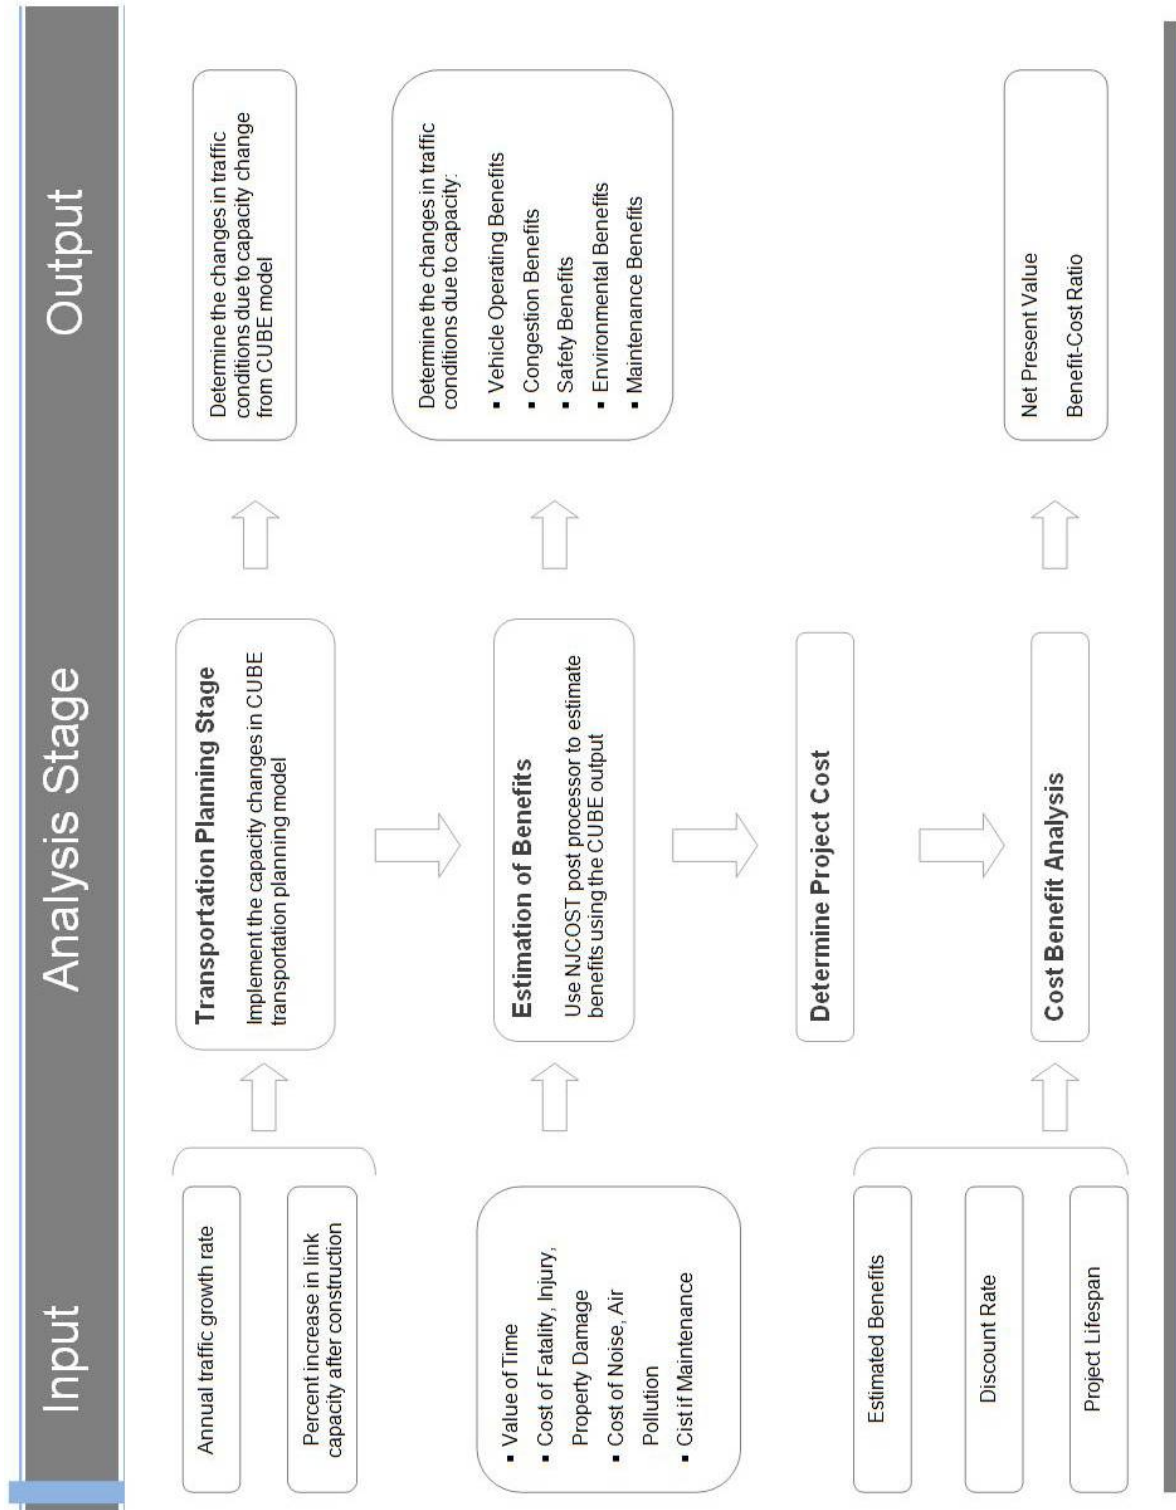 Input
Analysis Stage
Output
Annual traffic growth rate
Percent increase in link
capacity after construction
Transportation Planning Stage
Implement the capacity changes in CUBE
transportation planning model
Determine the changes in traffic
conditions due to capacity change
from CUBE model
▪ Value of Time
▪ Cost of Fatality, Injury,
Property Damage
▪ Cost of Noise, Air
Pollution
▪ Cist if Maintenance
Estimation of Benefits
Use NJCOST post processor to estimate
benefits using the CUBE output
Determine the changes in traffic
conditions due to capacity:
▪ Vehicle Operating Benefits
▪ Congestion Benefits
▪ Safety Benefits
▪ Environmental Benefits
▪ Maintenance Benefits
Determine Project Cost
Estimated Benefits
Discount Rate
Project Lifespan
Cost Benefit Analysis
Net Present Value
Benefit-Cost Ratio